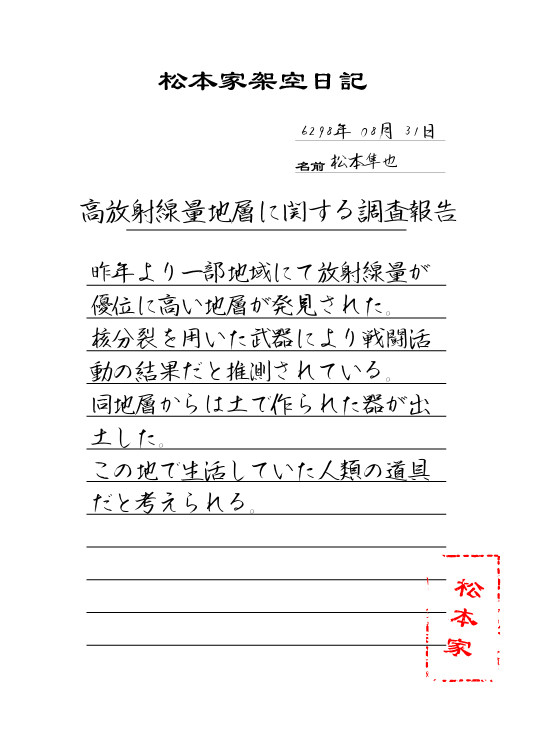 松本家架空日記
6298年 08月 31日
名前 松本隼也
高放射線量地層に関する調査報告
昨年より一部地域にて放射線量が
優位に高い地層が発見された。
核分裂を用いた武器により戦闘活
動の結果だと推測されている。
同地層からは土で作られた器が出
土した。
この地で生活していた人類の道具
だと考えられる。
松本家